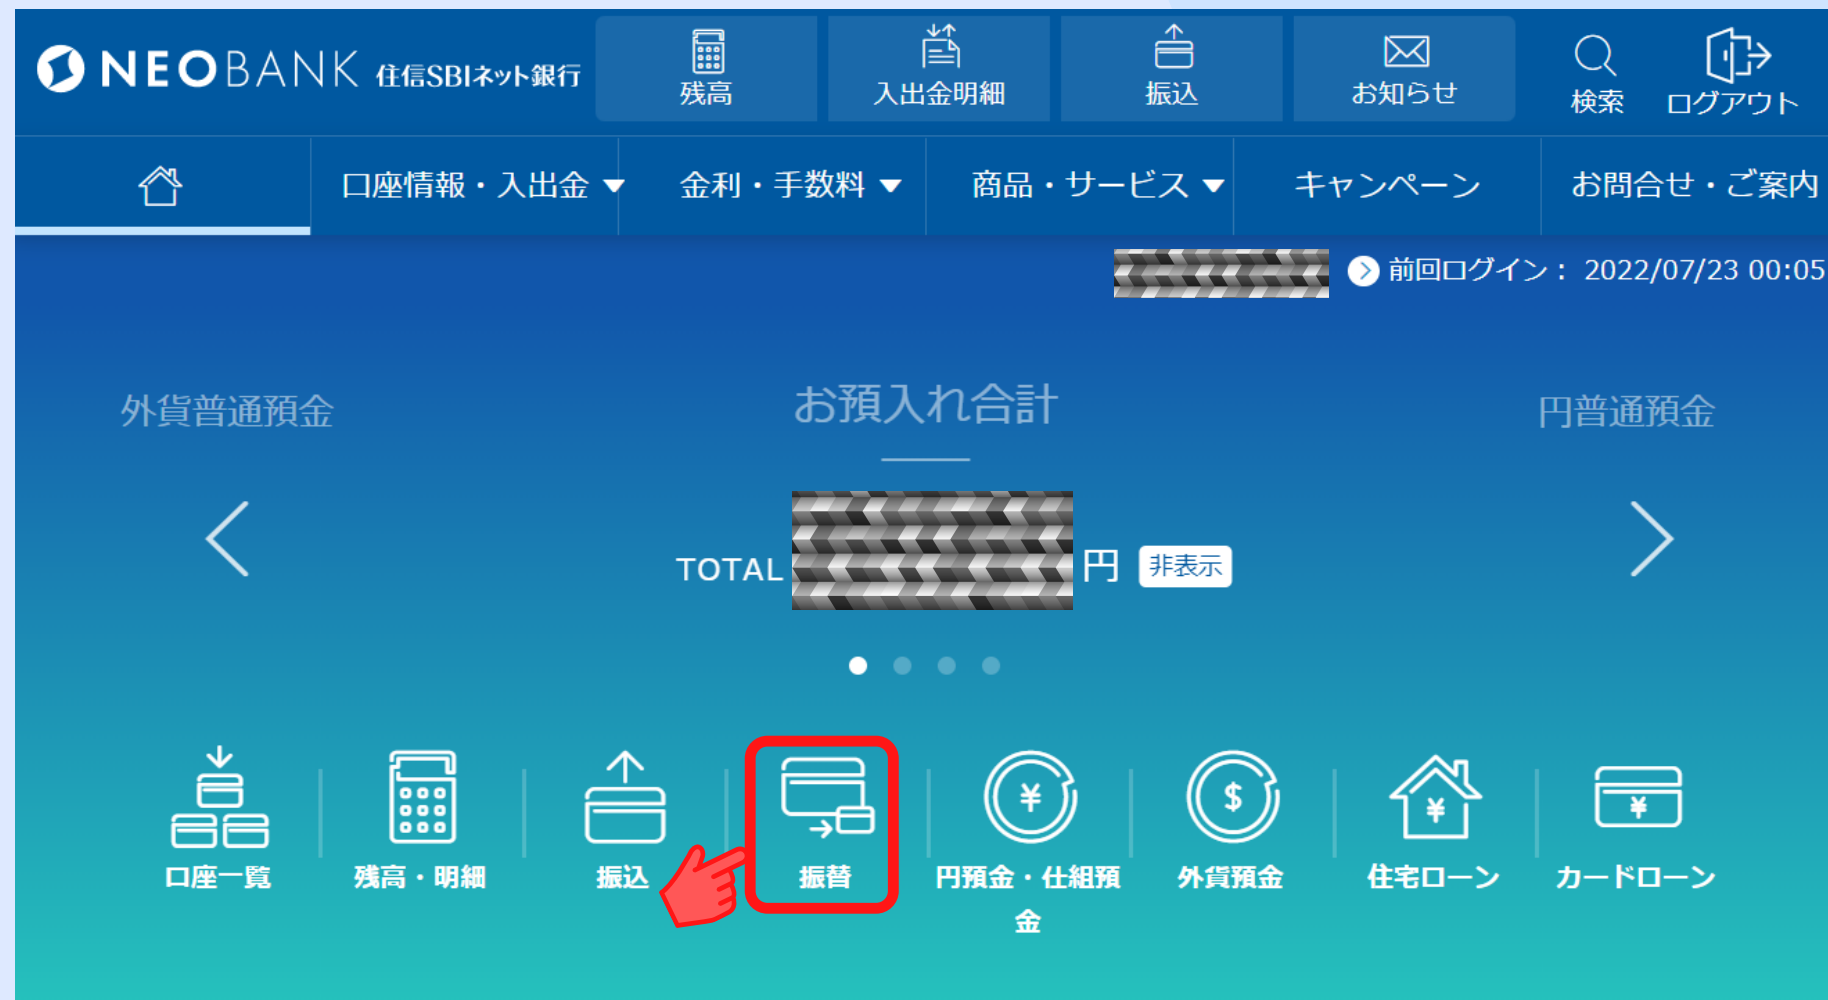 NEOBANK 住信SBIネット銀行
残高
入出金明細
振込
お知らせ
検索
ログアウト
口座情報・入出金
金利・手数料
商品・サービス
キャンペーン
お問合せ・ご案内
前回ログイン： 2022/07/23 00:05
外貨普通預金
お預入れ合計
円普通預金
TOTAL 円 非表示
口座一覧
残高・明細
振込
振替
円預金・仕組預
金
外貨預金
住宅ローン
カードローン